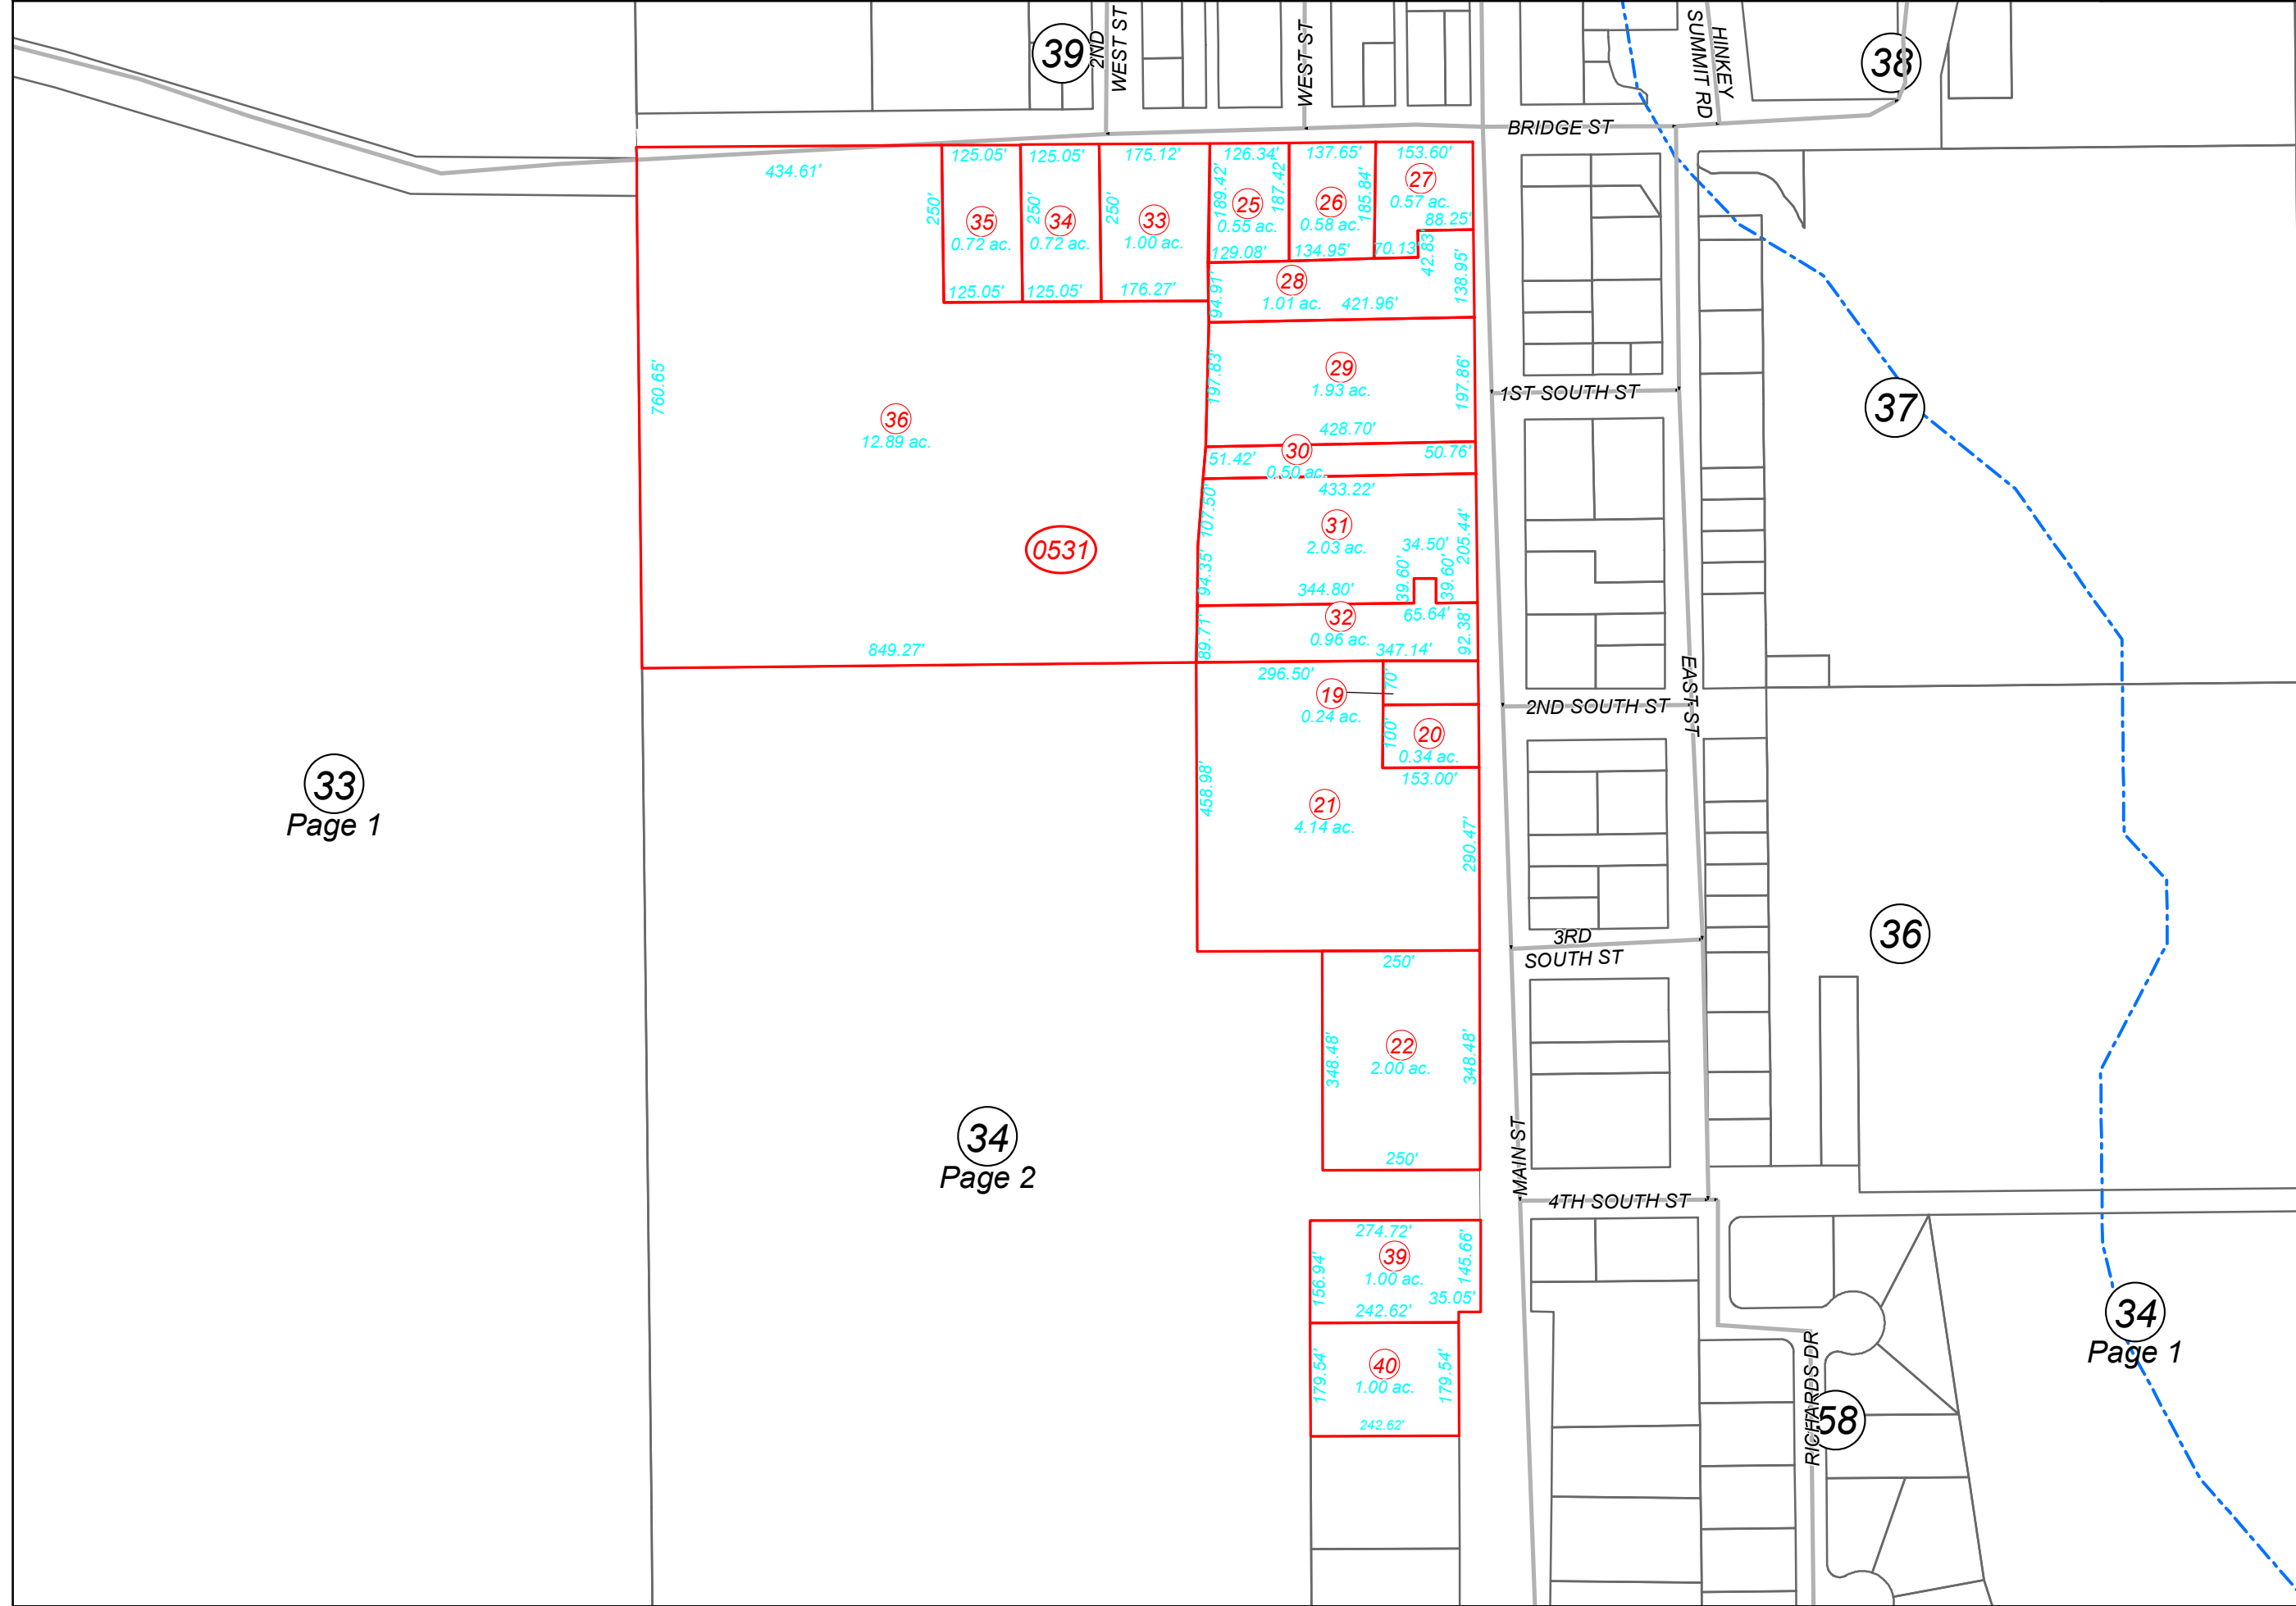 39
2ND
WEST ST
WEST ST
HINKEY
SUMMIT RD
38
BRIDGE ST
434.61'
125.05'
125.05'
175.12'
126.34'
137.65'
153.60'
250'
35
0.72 ac.
250'
34
0.72 ac.
250'
33
1.00 ac.
189.42'
25
0.55 ac.
187.42'
26
0.58 ac.
185.84'
27
0.57 ac.
88.25'
129.08'
134.95'
70.13'
42.83'
125.05'
125.05'
176.27'
94.91'
28
1.01 ac.
421.96'
138.95'
760.65'
36
12.89 ac.
197.83'
29
1.93 ac.
197.86'
428.70'
1ST SOUTH ST
37
51.42'
30
0.50 ac.
50.76'
433.22'
107.50'
31
2.03 ac.
34.50'
205.44'
0531
94.35'
344.80'
39.60'
39.60'
32
0.96 ac.
65.64'
89.71'
347.14'
92.38'
849.27'
296.50'
19
0.24 ac.
70'
EAST ST
2ND SOUTH ST
100'
20
0.34 ac.
153.00'
33
Page 1
458.98'
21
4.14 ac.
290.47'
3RD
SOUTH ST
36
250'
348.48'
22
2.00 ac.
348.48'
250'
34
Page 2
MAIN ST
4TH SOUTH ST
274.72'
156.94'
39
1.00 ac.
145.66'
35.05'
242.62'
34
Page 1
179.54'
40
1.00 ac.
179.54'
242.62'
RICHARDS DR
58